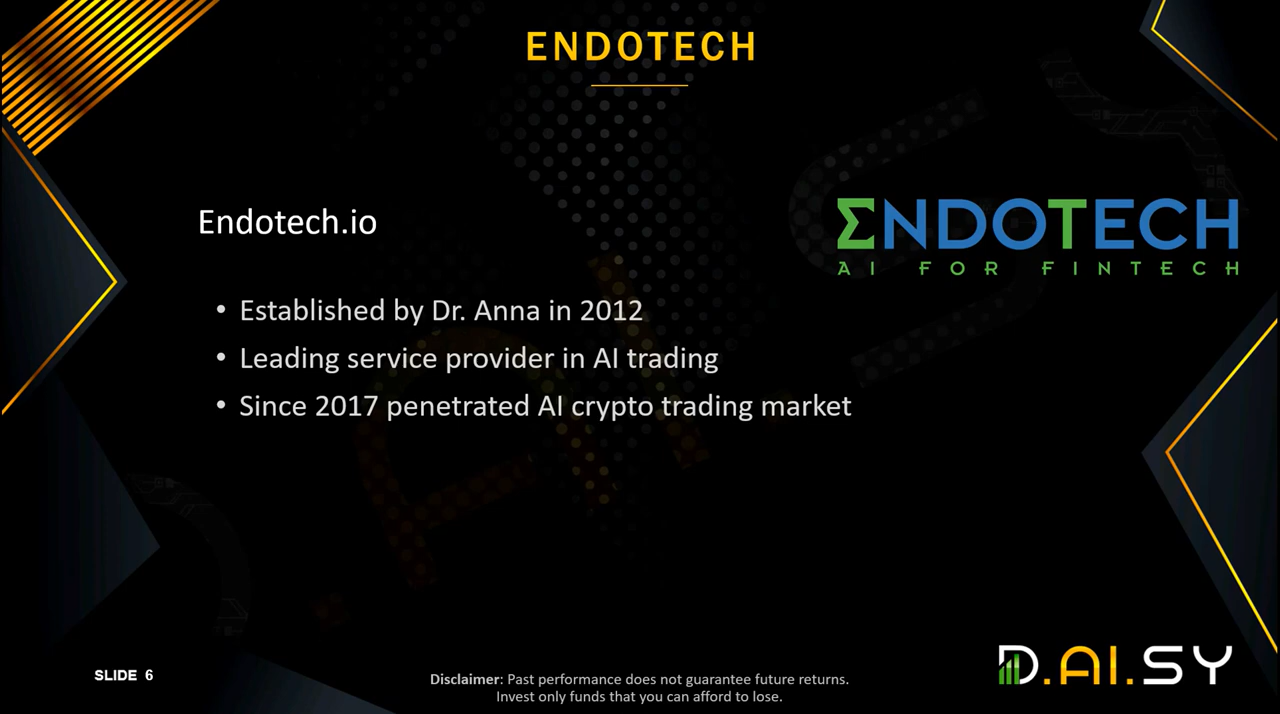 ENDOTECH
Endotech.io
ΣNDOTECH
AI FOR FINTECH
• Established by Dr. Anna in 2012
• Leading service provider in AI trading
• Since 2017 penetrated AI crypto trading market
SLIDE 6
Disclaimer: Past performance does not guarantee future returns.
Invest only funds that you can afford to lose.
D.AI.SY